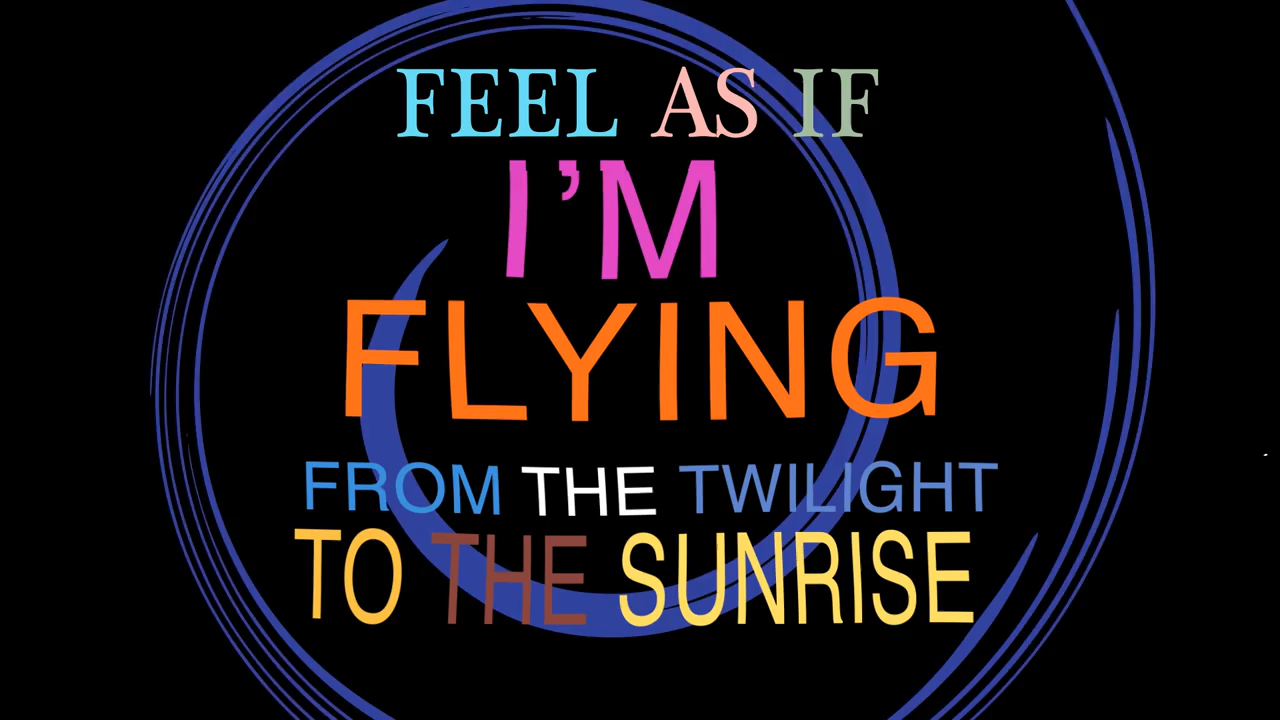 FEEL AS IF
I’M
FLYING
FROM THE TWILIGHT
TO THE SUNRISE